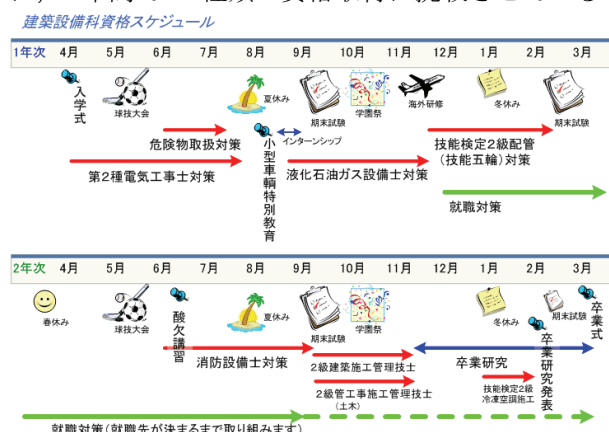 建築設備科資格スケジュール
1年次 4月 5月 6月 7月 8月 9月 10月 11月 12月 1月 2月 3月
入学式
球技大会
夏休み
期末試験
学園祭
海外研修
冬休み
期末試験
危険物取扱対策
小型車輌特別教育
インターンシップ
技能検定2級配管
(技能五輪)対策
第2種電気工事士対策
液化石油ガス設備士対策
就職対策
2年次 4月 5月 6月 7月 8月 9月 10月 11月 12月 1月 2月 3月
春休み
球技大会
酸欠講習
夏休み
期末試験
学園祭
冬休み
期末試験
卒業式
卒業研究発表
消防設備士対策
2級建築施工管理技士
卒業研究
2級管工事施工管理技士
(土木)
技能検定2級
冷凍空調施工
就職対策(就職先が決まるまで取り組みます)